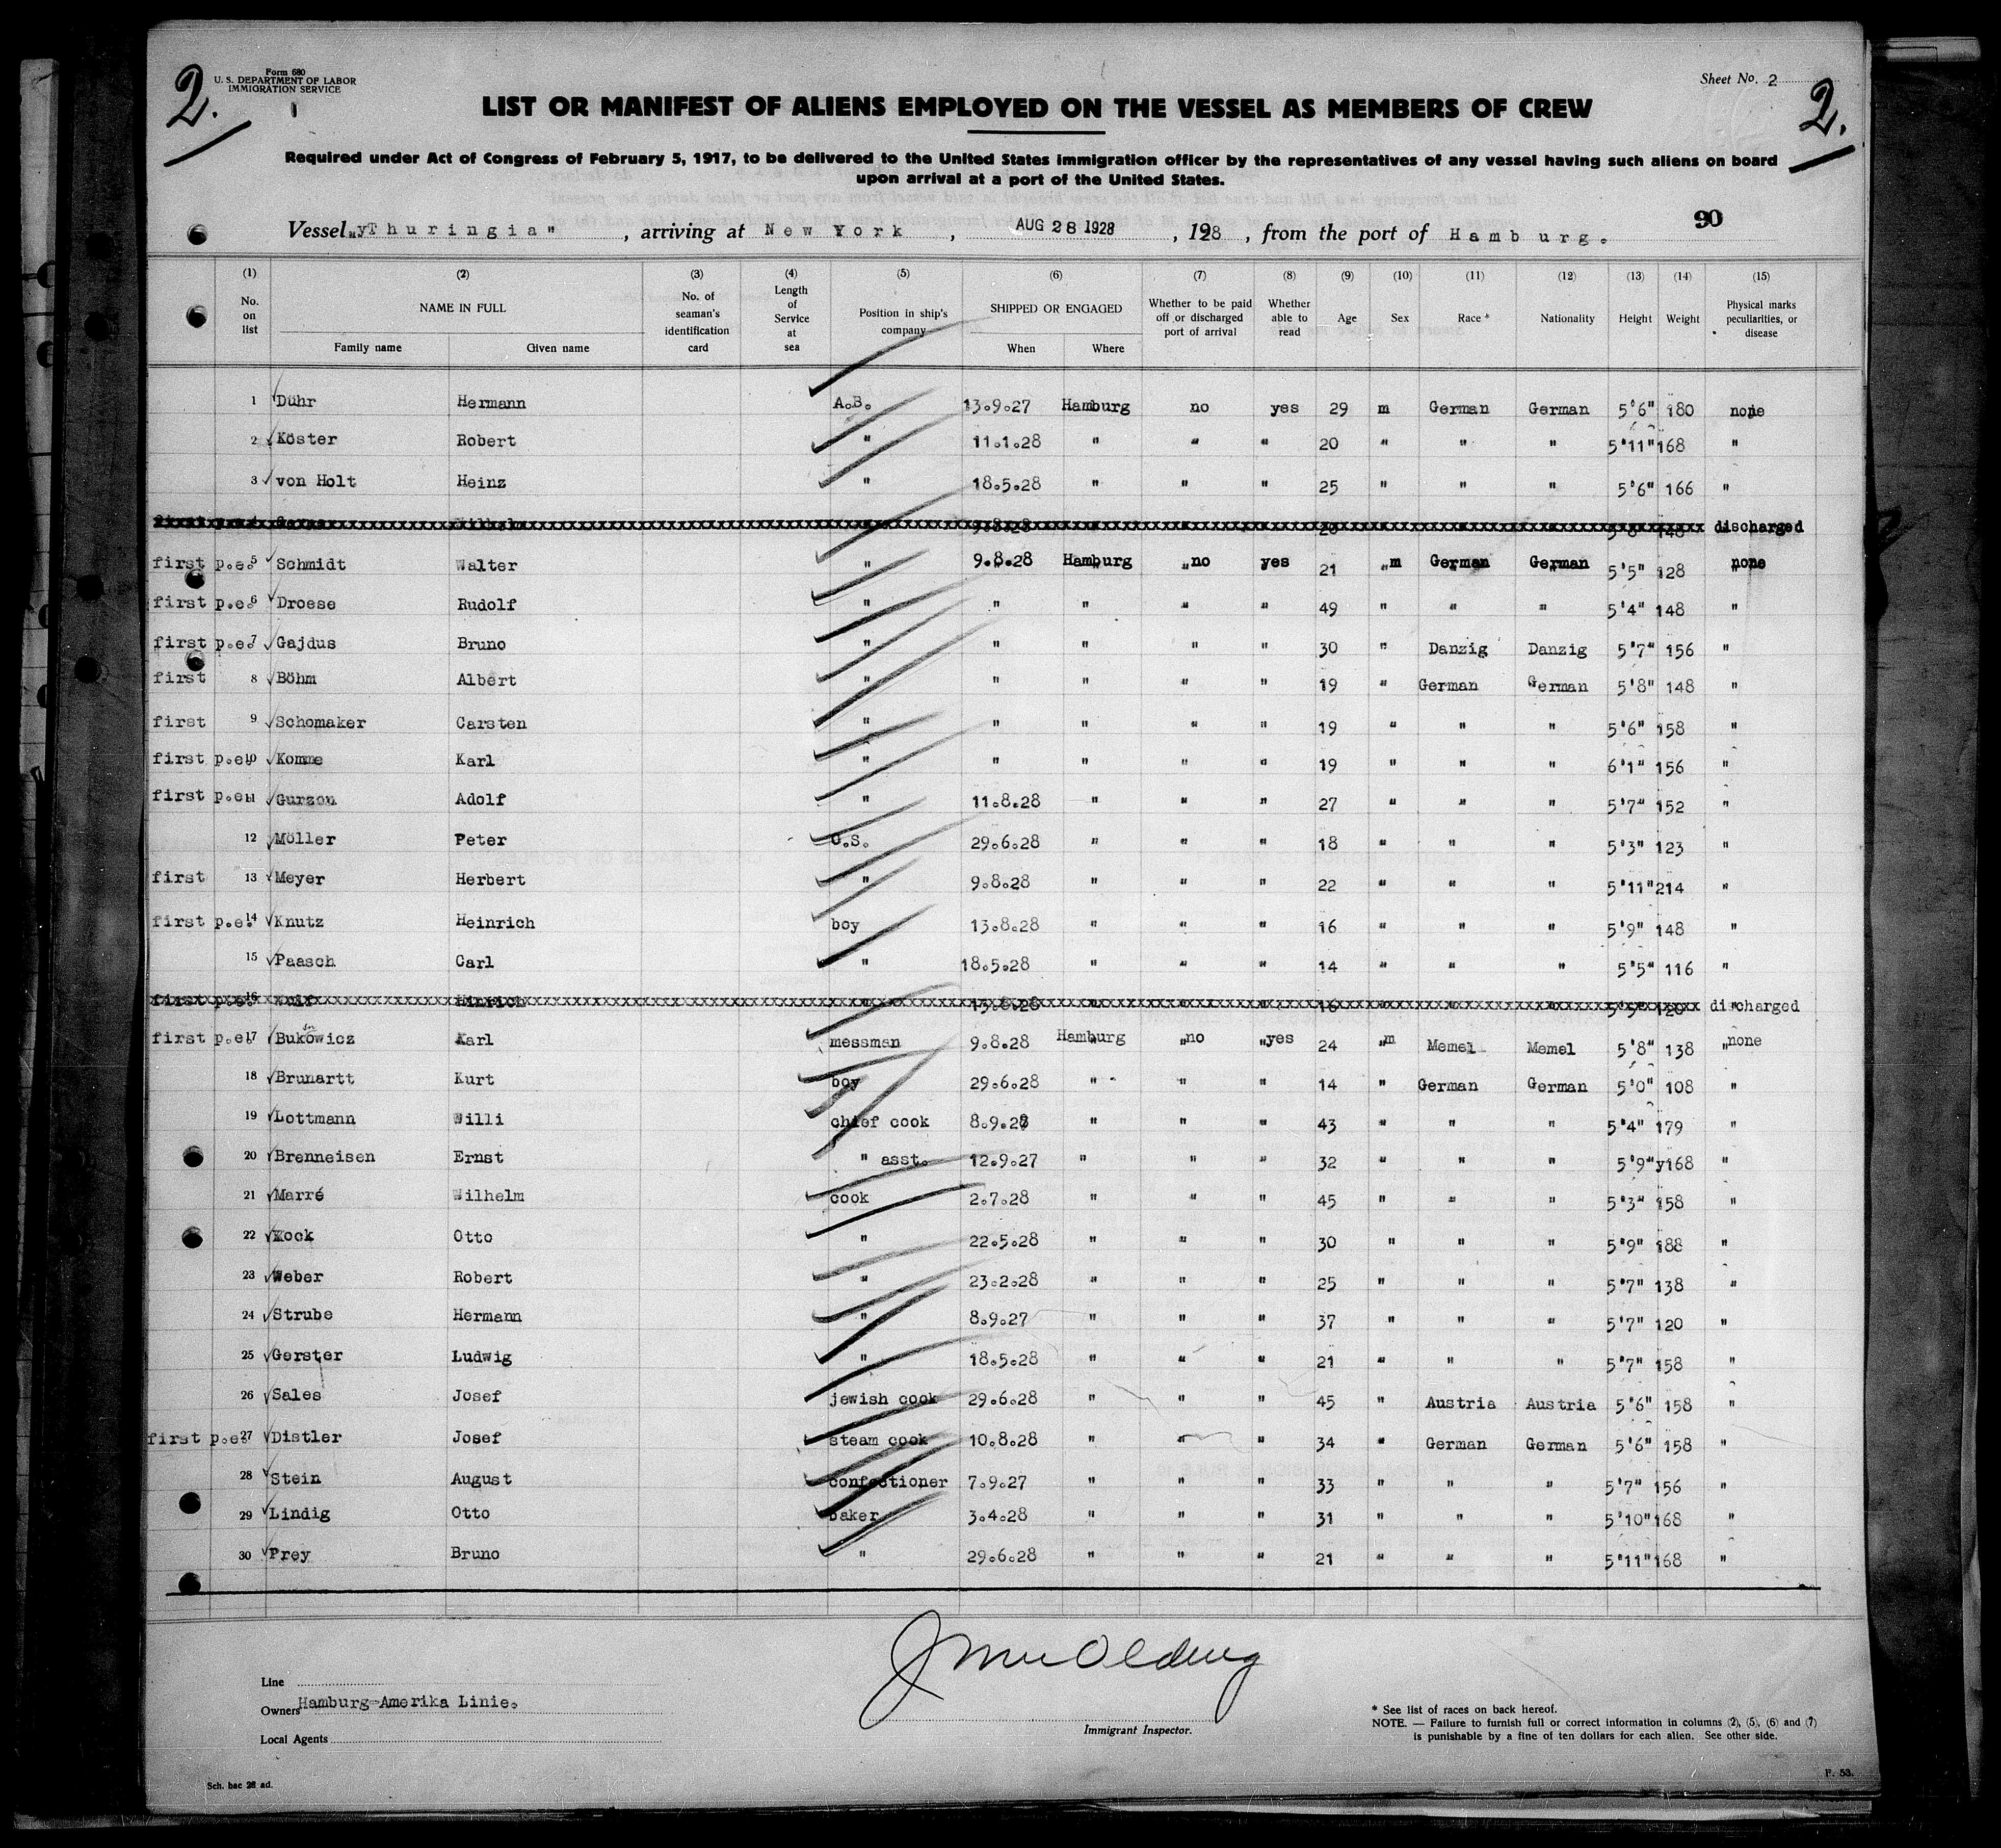 2.
Form 680
U. S. DEPARTMENT OF LABOR
IMMIGRATION SERVICE
Sheet No. 2
2.
LIST OR MANIFEST OF ALIENS EMPLOYED ON THE VESSEL AS MEMBERS OF CREW
Required under Act of Congress of February 5, 1917, to be delivered to the United States immigration officer by the representatives of any vessel having such aliens on board
upon arrival at a port of the United States.
90
Vessel „yThuringia" , arriving at New York , AUG 28 1928 , 1928 , from the port of Hamburg.
(1) (2) (3) (4) (5) (6) (7) (8) (9) (10) (11) (12) (13) (14) (15)
No. on list NAME IN FULL Family name Given name No. of seaman's identification card Length of Service at sea Position in ship's company SHIPPED OR ENGAGED When Where Whether to be paid off or discharged port of arrival Whether able to read Age Sex Race * Nationality Height Weight Physical marks peculiarities, or disease
1 Dühr Hermann A.B. 13.9.27 Hamburg no yes 29 m German German 5'6" 180 none
2 Köster Robert " 11.1.28 " " " 20 " " " 5'11" 168 "
3 von Holt Heinz " 18.5.28 " " " 25 " " " 5'6" 166 "
Wilhelm 9.8.28 discharged
first p.e. 5 Schmidt Walter " 9.8.28 Hamburg no yes 21 m German German 5'5" 128 none
first p.e. 6 Droese Rudolf " " " " " 49 " " " 5'4" 148 "
first p.e. 7 Gajdus Bruno " " " " " 30 " Danzig Danzig 5'7" 156 "
first 8 Böhm Albert " " " " " 19 " German German 5'8" 148 "
first 9 Schomaker Carsten " " " " " 19 " " " 5'6" 158 "
first p.e. 10 Komme Karl " " " " " 19 " " " 6'1" 156 "
first p.e. 11 Gurzon Adolf " 11.8.28 " " " 27 " " " 5'7" 152 "
12 Möller Peter O.S. 29.6.28 " " " 18 " " " 5'3" 123 "
first 13 Meyer Herbert " 9.8.28 " " " 22 " " " 5'11" 214 "
first p.e. 14 Knutz Heinrich boy 13.8.28 " " " 16 " " " 5'9" 148 "
15 Paasch Carl " 18.5.28 " " " 14 " " " 5'5" 116 "
first p.e. 16 Hinrich " 13.8.28 " " " 16 " " " discharged
first p.e. 17 Bukowicz Karl messman 9.8.28 Hamburg no yes 24 m Memel Memel 5'8" 138 none
18 Brunartt Kurt boy 29.6.28 " " " 14 " German German 5'0" 108 "
19 Lottmann Willi chief cook 8.9.27 " " " 43 " " " 5'4" 179 "
20 Brenneisen Ernst " asst. 12.9.27 " " " 32 " " " 5'9"y168 "
21 Marré Wilhelm cook 2.7.28 " " " 45 " " " 5'3" 158 "
22 Kock Otto " 22.5.28 " " " 30 " " " 5'9" 188 "
23 Weber Robert " 23.2.28 " " " 25 " " " 5'7" 138 "
24 Strube Hermann " 8.9.27 " " " 37 " " " 5'7" 120 "
25 Gerster Ludwig " 18.5.28 " " " 21 " " " 5'7" 158 "
26 Sales Josef jewish cook 29.6.28 " " " 45 " Austria Austria 5'6" 158 "
first p.e. 27 Distler Josef steam cook 10.8.28 " " " 34 " German German 5'6" 158 "
28 Stein August confectioner 7.9.27 " " " 33 " " " 5'7" 156 "
29 Lindig Otto baker 3.4.28 " " " 31 " " " 5'10" 168 "
30 Prey Bruno " 29.6.28 " " " 21 " " " 5'11" 168 "
Line
Owners Hamburg-Amerika Linie.
Local Agents
Immigrant Inspector.
* See list of races on back hereof.
NOTE. — Failure to furnish full or correct information in columns (2), (5), (6) and (7)
is punishable by a fine of ten dollars for each alien. See other side.
Sch. bac 28 ad.
F. 53.